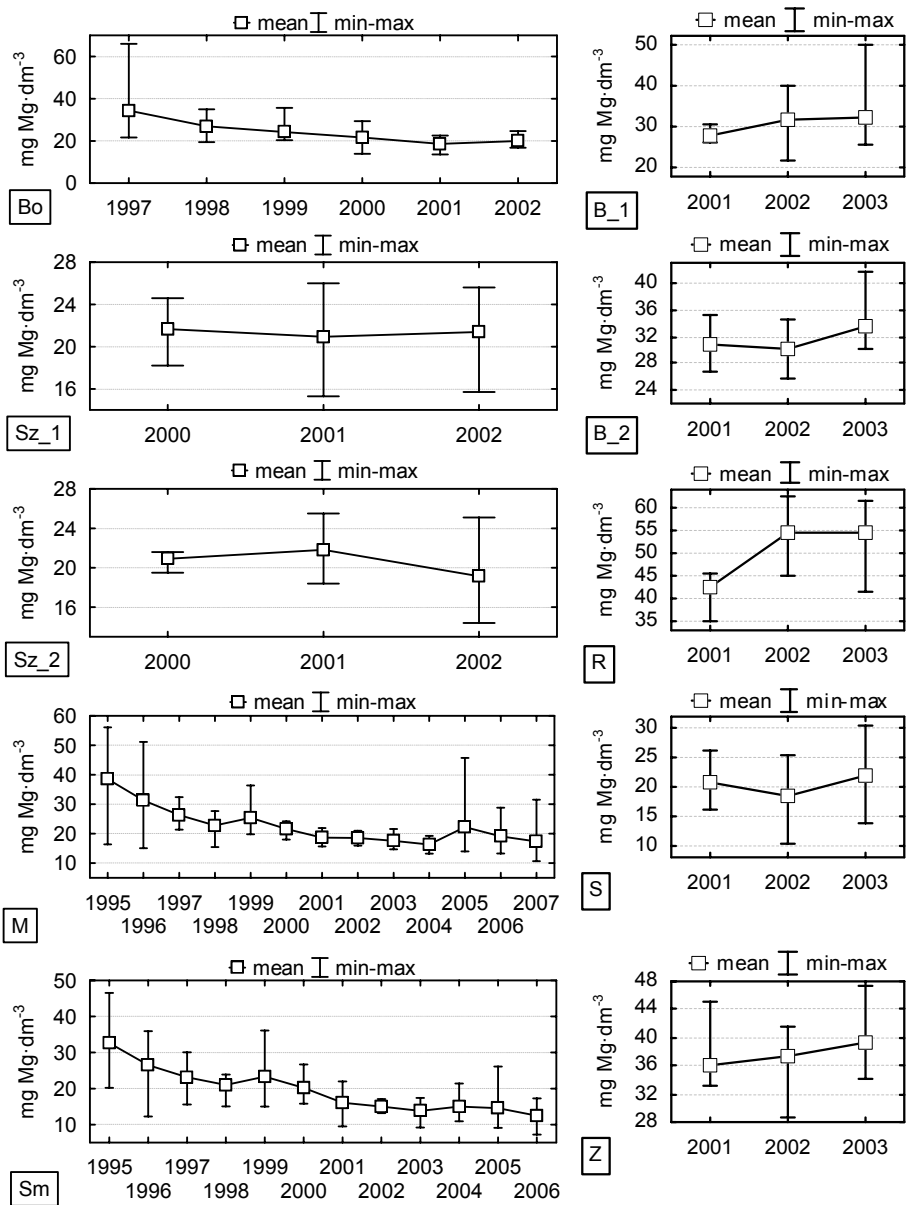 mean min-max
mg Mg·dm⁻³
60
40
20
0
1997 1998 1999 2000 2001 2002
Bo
mean min-max
mg Mg·dm⁻³
28
24
20
16
2000 2001 2002
Sz_1
mean min-max
mg Mg·dm⁻³
28
24
20
16
2000 2001 2002
Sz_2
mean min-max
mg Mg·dm⁻³
60
50
40
30
20
10
1995 1997 1999 2001 2003 2005 2007
1996 1998 2000 2002 2004 2006
M
mean min-max
mg Mg·dm⁻³
50
40
30
20
10
1995 1997 1999 2001 2003 2005
1996 1998 2000 2002 2004 2006
Sm
mean min-max
mg Mg·dm⁻³
50
40
30
20
2001 2002 2003
B_1
mean min-max
mg Mg·dm⁻³
40
36
32
28
24
2001 2002 2003
B_2
mean min-max
mg Mg·dm⁻³
60
55
50
45
40
35
2001 2002 2003
R
mean min-max
mg Mg·dm⁻³
30
25
20
15
10
2001 2002 2003
S
mean min-max
mg Mg·dm⁻³
48
44
40
36
32
28
2001 2002 2003
Z